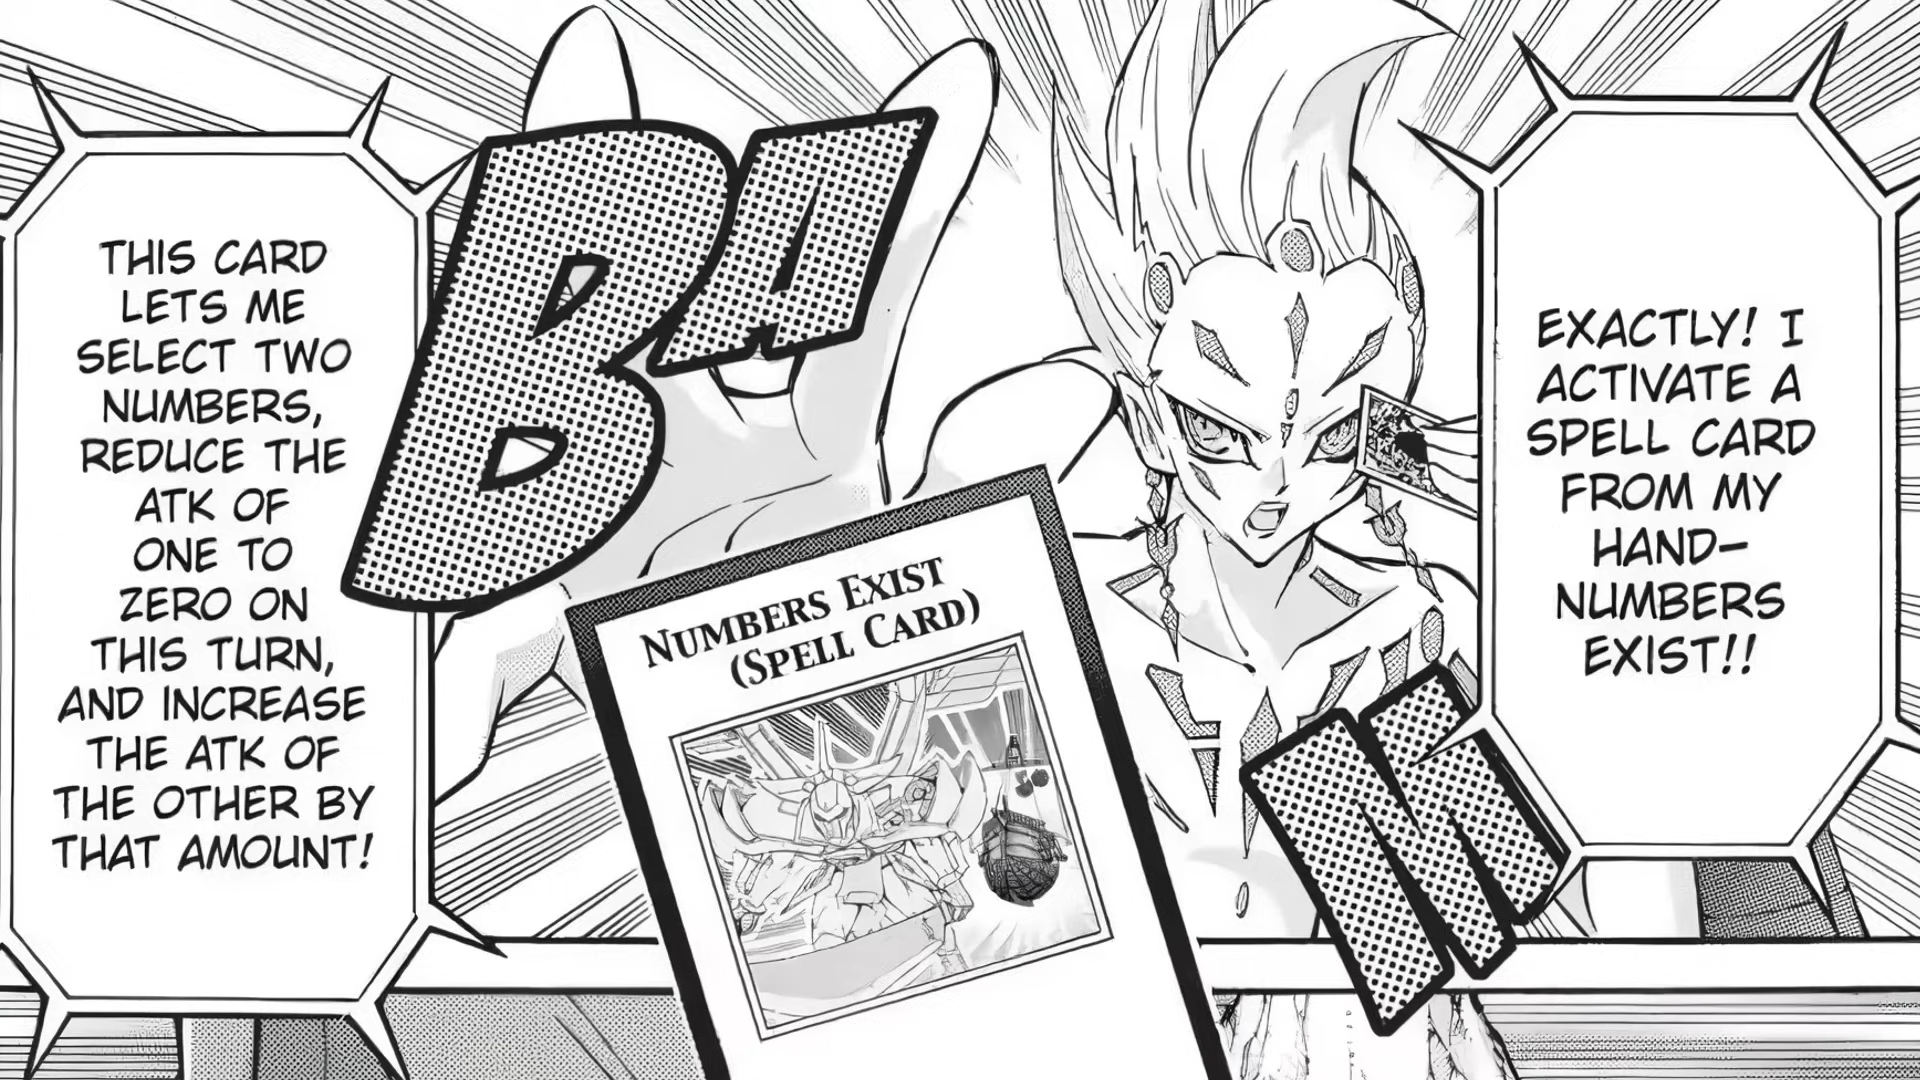 EXACTLY! I
ACTIVATE A
SPELL CARD
FROM MY
HAND–
NUMBERS
EXIST!!
BAM
NUMBERS EXIST
(SPELL CARD)
THIS CARD
LETS ME
SELECT TWO
NUMBERS,
REDUCE THE
ATK OF
ONE TO
ZERO ON
THIS TURN,
AND INCREASE
THE ATK OF
THE OTHER BY
THAT AMOUNT!